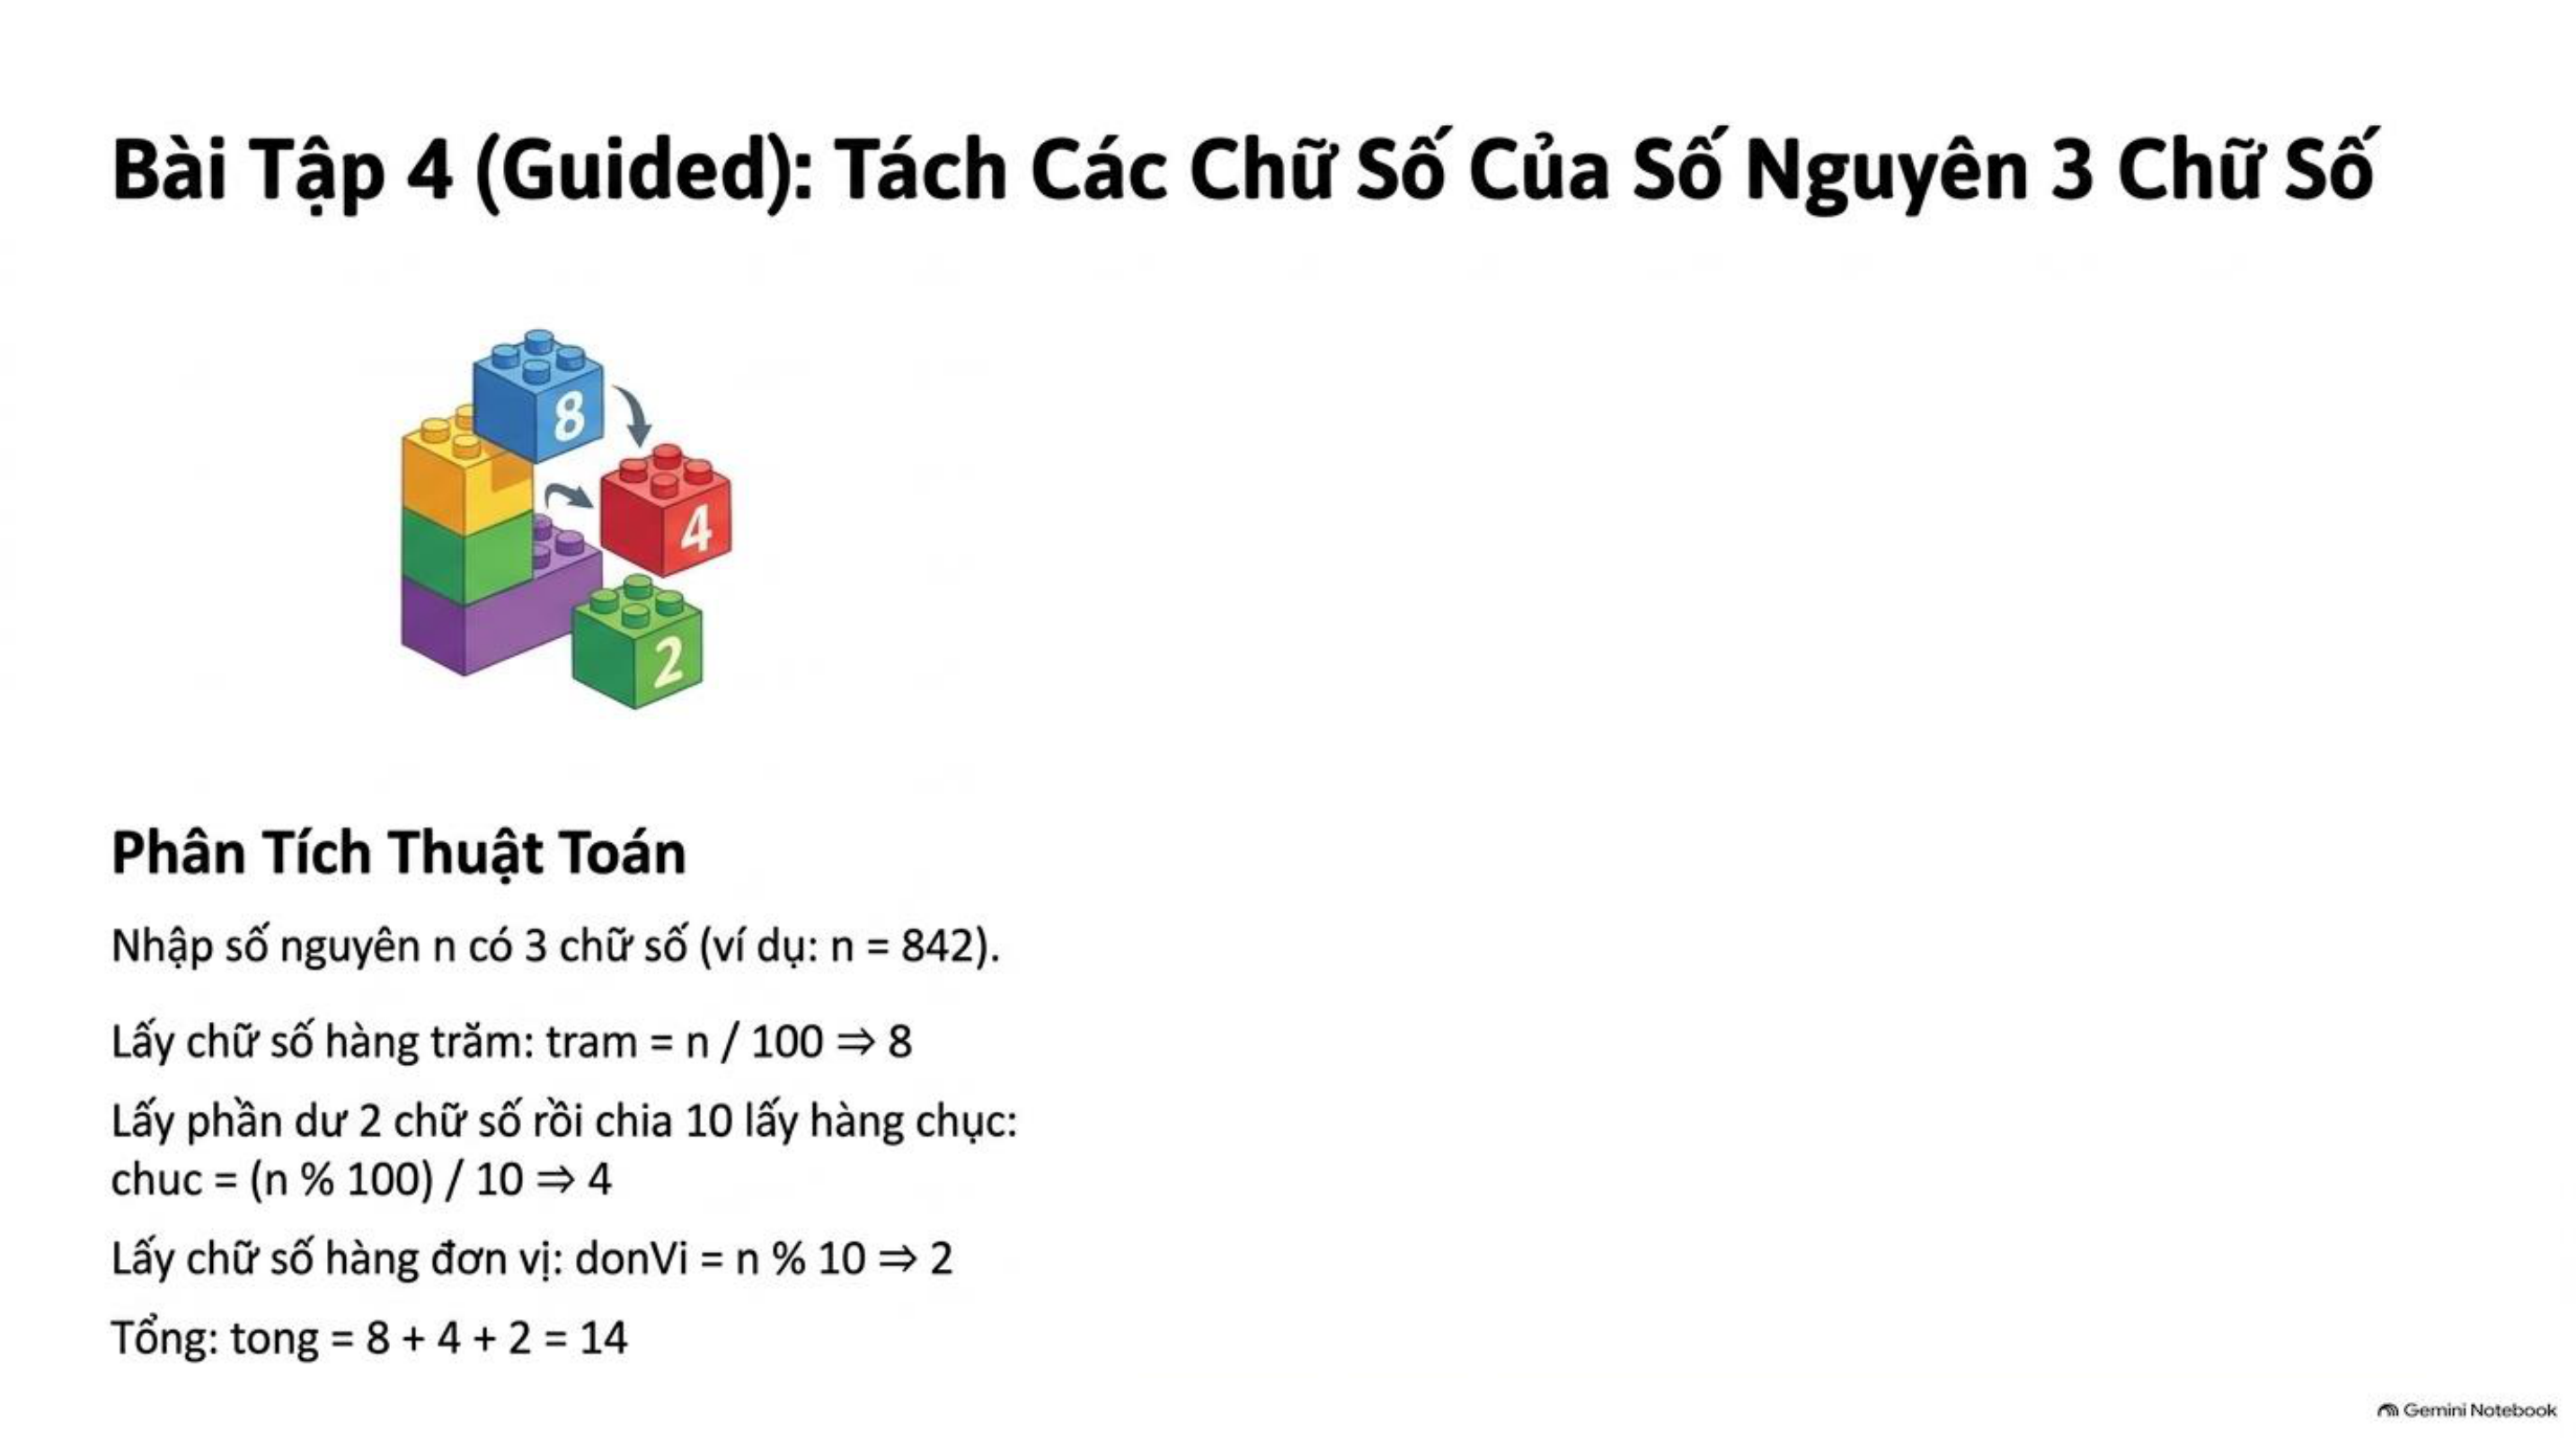 Bài Tập 4 (Guided): Tách Các Chữ Số Của Số Nguyên 3 Chữ Số
8
4
2
Phân Tích Thuật Toán
Nhập số nguyên n có 3 chữ số (ví dụ: n = 842).
Lấy chữ số hàng trăm: tram = n / 100 ⇒ 8
Lấy phần dư 2 chữ số rồi chia 10 lấy hàng chục:
chuc = (n % 100) / 10 ⇒ 4
Lấy chữ số hàng đơn vị: donVi = n % 10 ⇒ 2
Tổng: tong = 8 + 4 + 2 = 14
Gemini Notebook